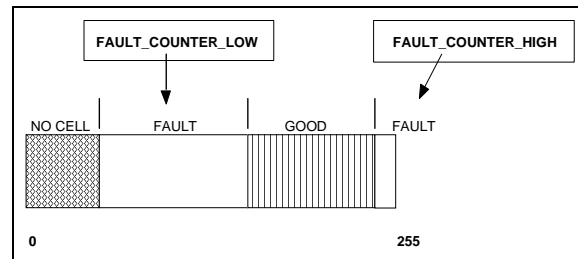 FAULT_COUNTER_LOW
FAULT_COUNTER_HIGH
NO CELL
FAULT
GOOD
FAULT
0
255